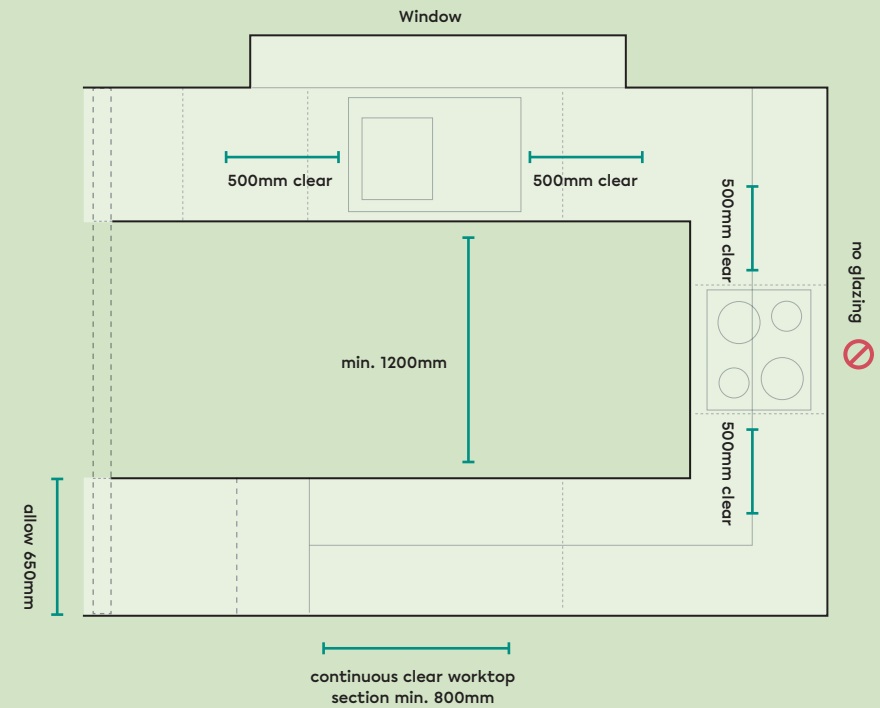 Window
500mm clear
500mm clear
500mm clear
no glazing
min. 1200mm
500mm clear
allow 650mm
continuous clear worktop
section min. 800mm